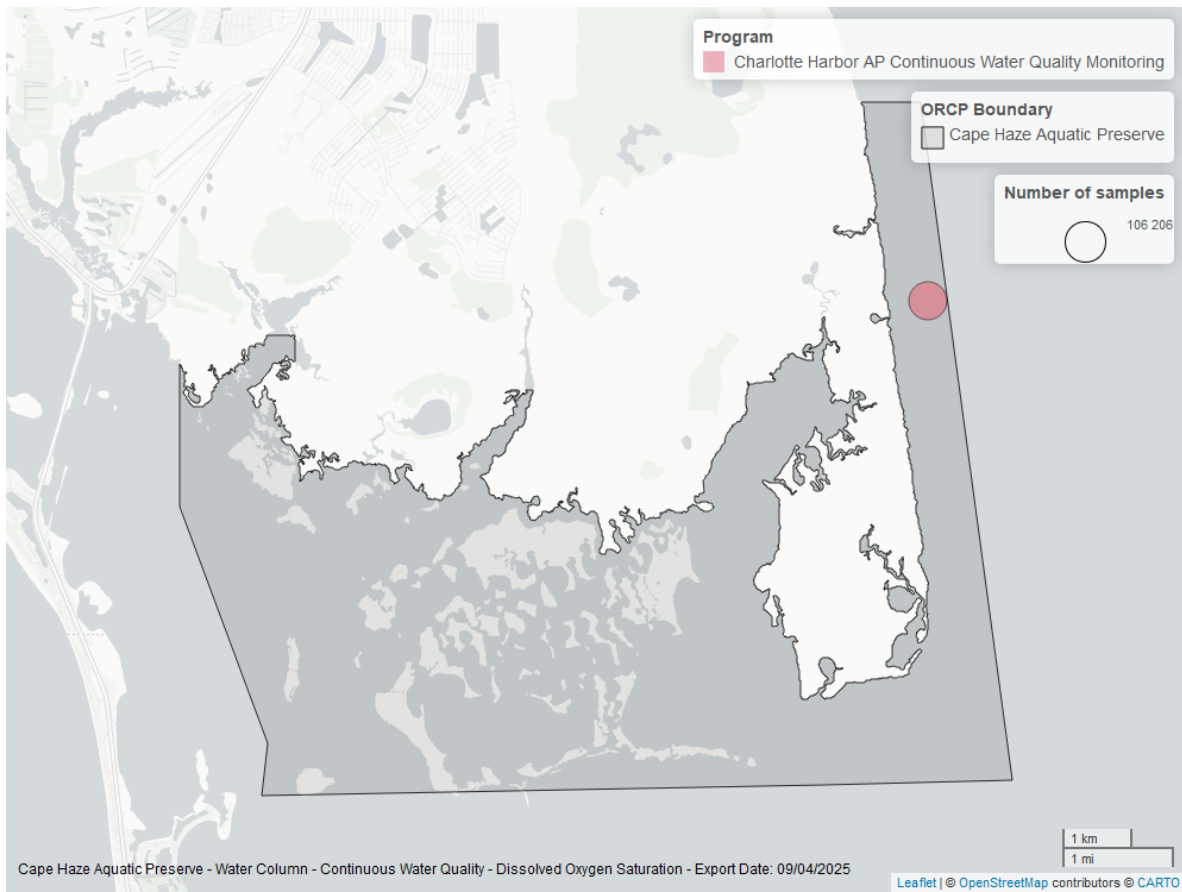 Program
Charlotte Harbor AP Continuous Water Quality Monitoring
ORCP Boundary
Cape Haze Aquatic Preserve
Number of samples
106 206
1 km
1 mi
Cape Haze Aquatic Preserve - Water Column - Continuous Water Quality - Dissolved Oxygen Saturation - Export Date: 09/04/2025
Leaflet | © OpenStreetMap contributors © CARTO